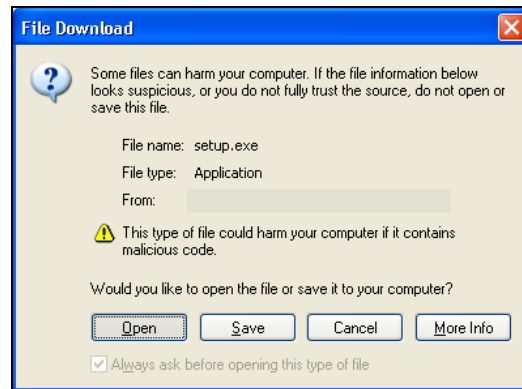 File Download
Some files can harm your computer. If the file information below
looks suspicious, or you do not fully trust the source, do not open or
save this file.
File name: setup.exe
File type: Application
From:
This type of file could harm your computer if it contains
malicious code.
Would you like to open the file or save it to your computer?
Open Save Cancel More Info
Always ask before opening this type of file